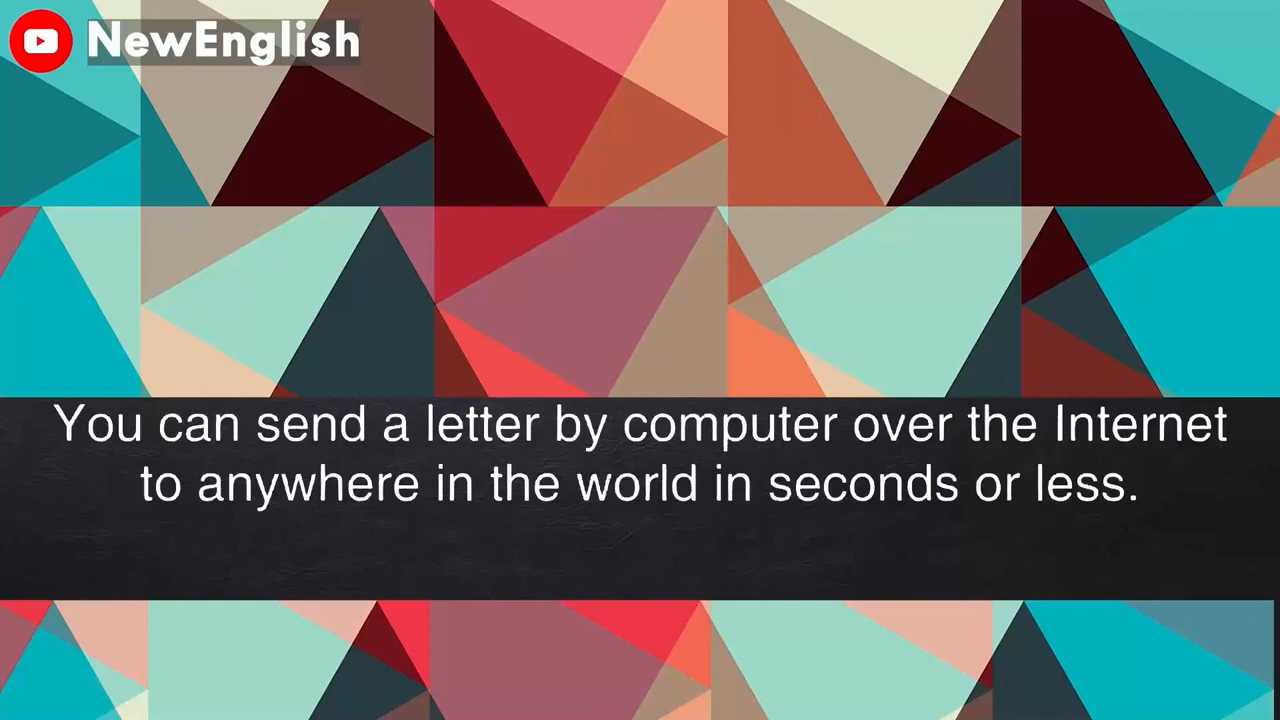 NewEnglish
You can send a letter by computer over the Internet
to anywhere in the world in seconds or less.